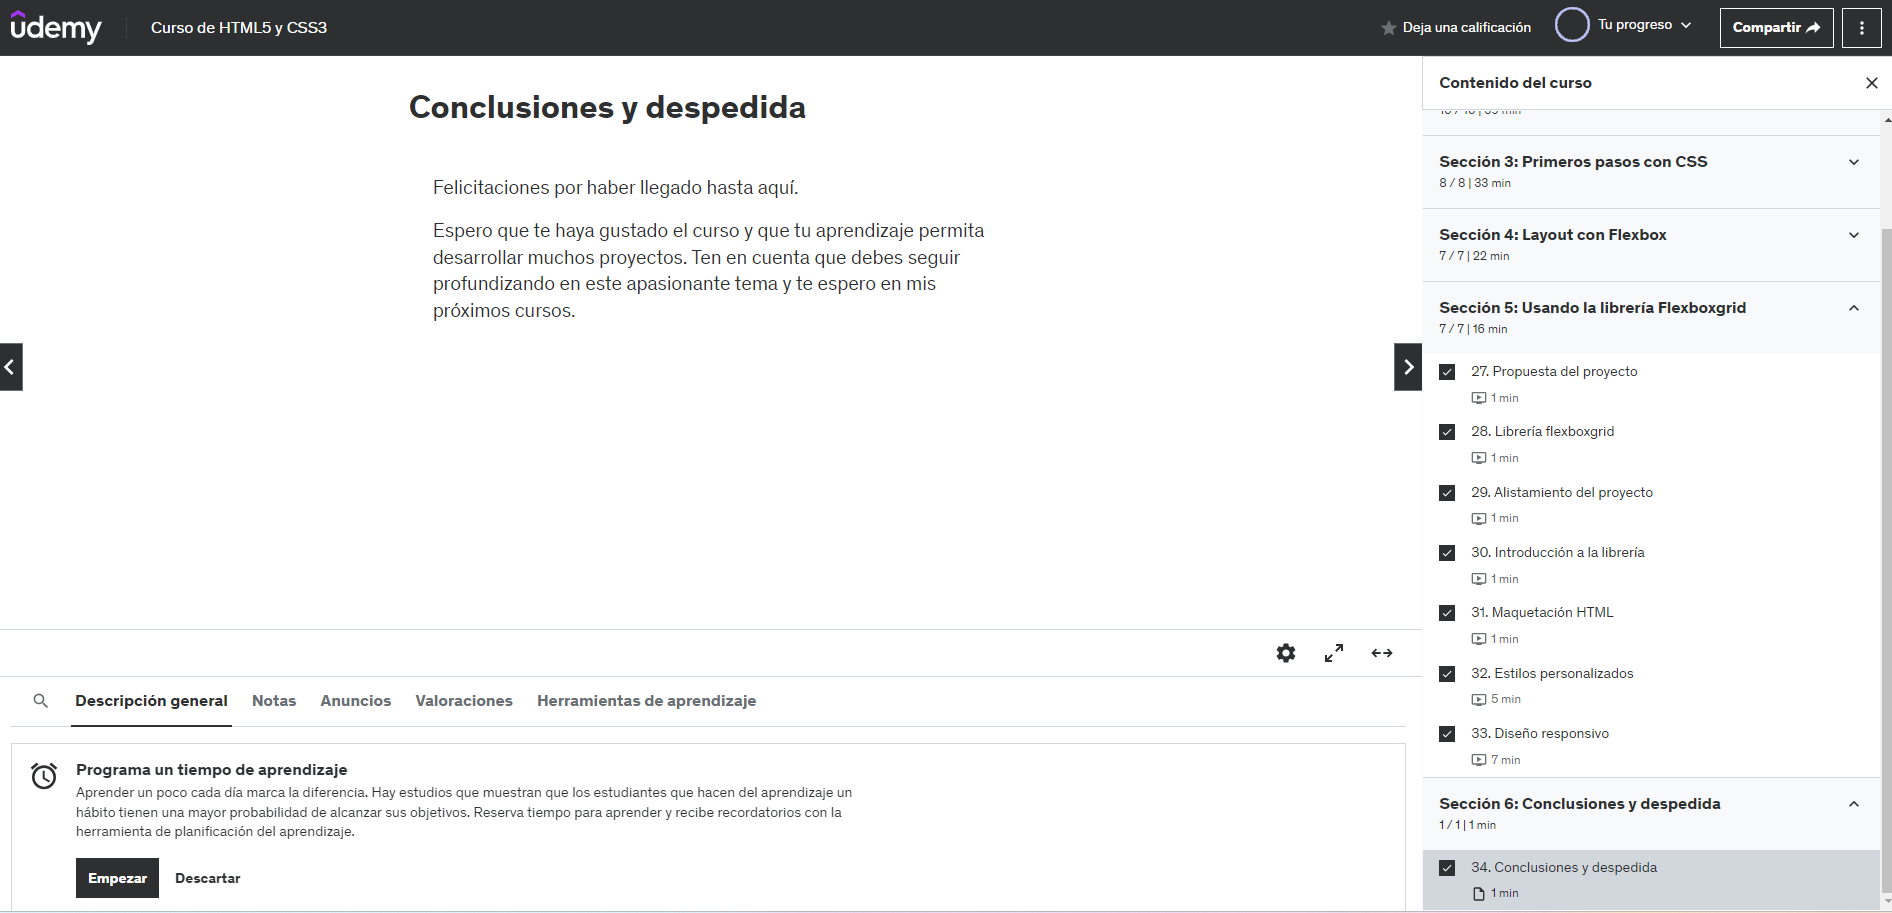 udemy
Curso de HTML5 y CSS3
Deja una calificación
Tu progreso
Compartir
Conclusiones y despedida
Felicitaciones por haber llegado hasta aquí.
Espero que te haya gustado el curso y que tu aprendizaje permita
desarrollar muchos proyectos. Ten en cuenta que debes seguir
profundizando en este apasionante tema y te espero en mis
próximos cursos.
Descripción general
Notas
Anuncios
Valoraciones
Herramientas de aprendizaje
Programa un tiempo de aprendizaje
Aprender un poco cada día marca la diferencia. Hay estudios que muestran que los estudiantes que hacen del aprendizaje un
hábito tienen una mayor probabilidad de alcanzar sus objetivos. Reserva tiempo para aprender y recibe recordatorios con la
herramienta de planificación del aprendizaje.
Empezar
Descartar
Contenido del curso
Sección 3: Primeros pasos con CSS
8 / 8 | 33 min
Sección 4: Layout con Flexbox
7 / 7 | 22 min
Sección 5: Usando la librería Flexboxgrid
7 / 7 | 16 min
27. Propuesta del proyecto
1 min
28. Librería flexboxgrid
1 min
29. Alistamiento del proyecto
1 min
30. Introducción a la librería
1 min
31. Maquetación HTML
1 min
32. Estilos personalizados
5 min
33. Diseño responsivo
7 min
Sección 6: Conclusiones y despedida
1 / 1 | 1 min
34. Conclusiones y despedida
1 min